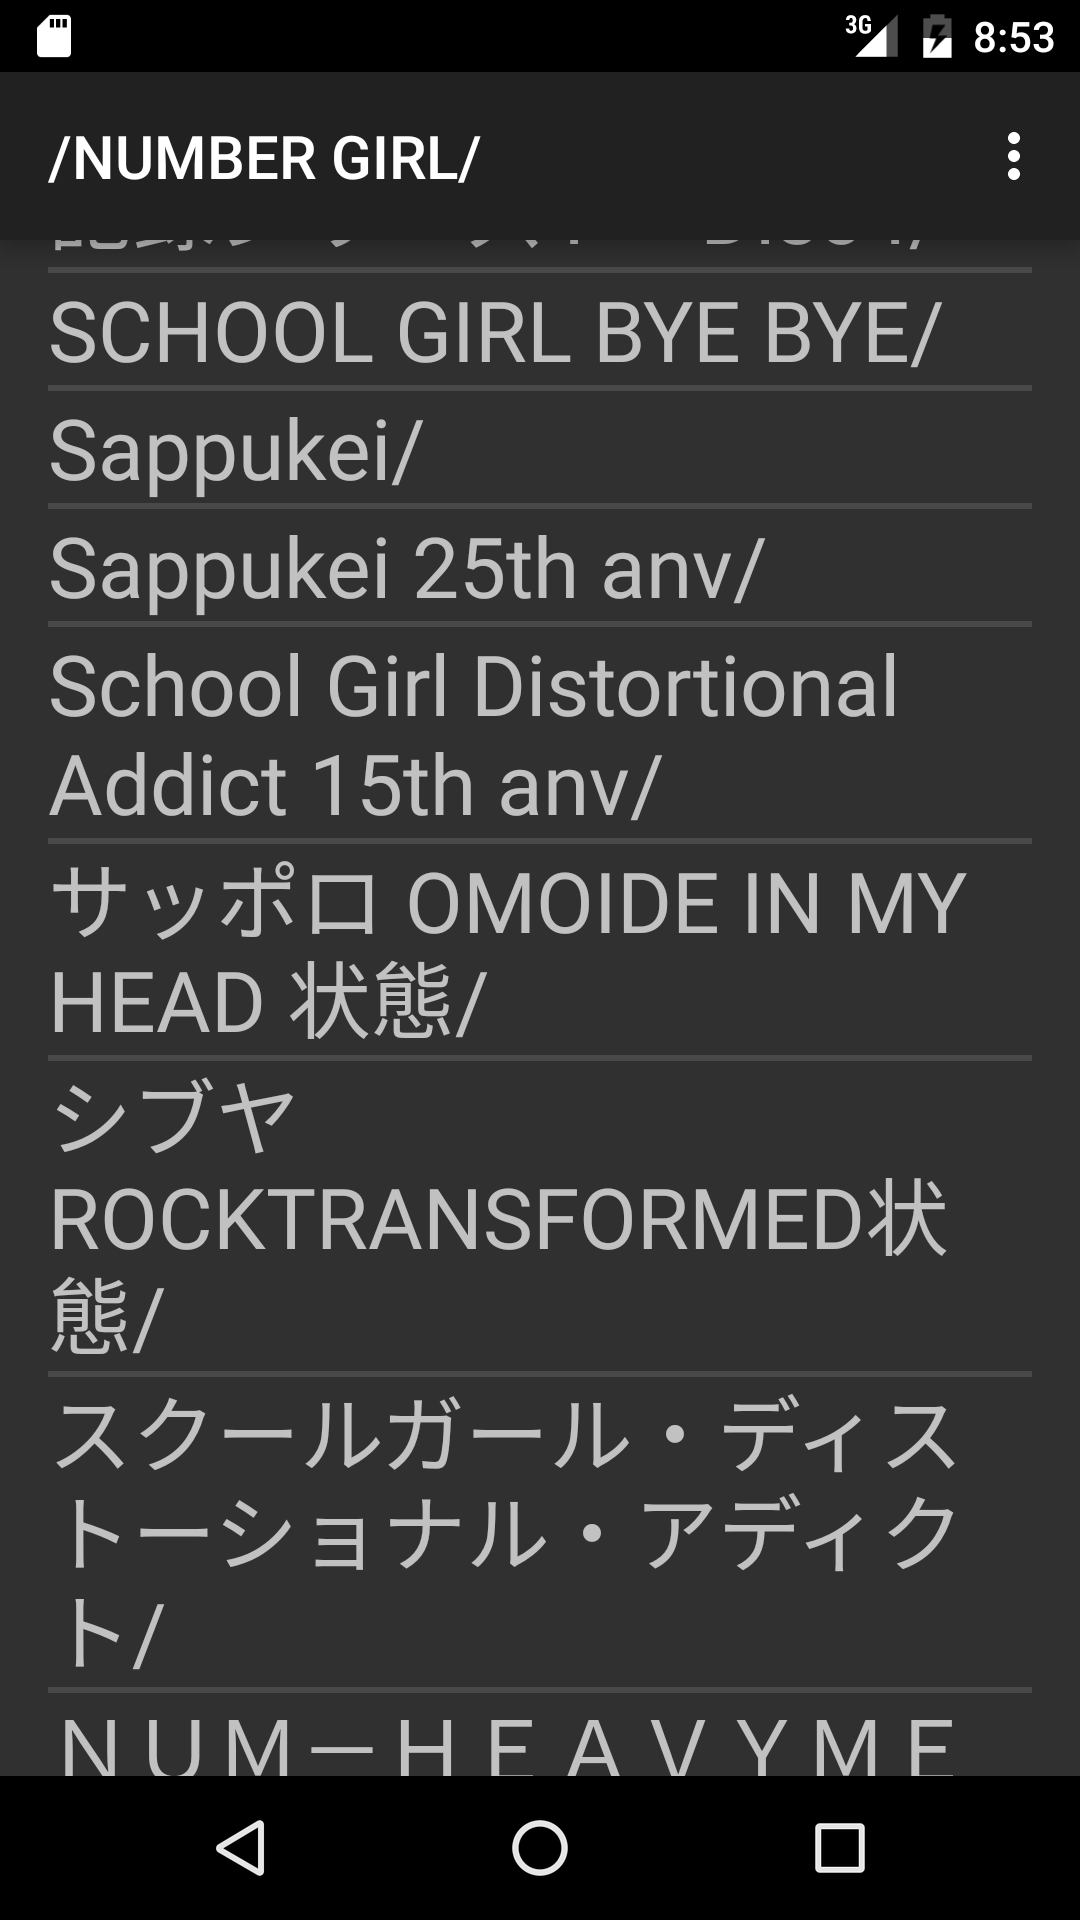 3G 8:53
/NUMBER GIRL/
SCHOOL GIRL BYE BYE/
Sappukei/
Sappukei 25th anv/
School Girl Distortional
Addict 15th anv/
サッポロ OMOIDE IN MY
HEAD 状態/
シブヤ
ROCKTRANSFORMED状
態/
スクールガール・ディス
トーショナル・アディク
ト/
ＮＵＭ－ＨＥＡＶＹＭＥ